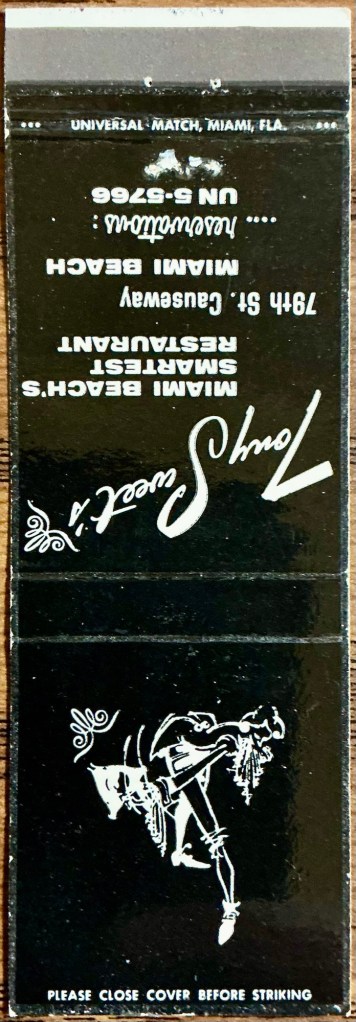 UNIVERSAL MATCH, MIAMI, FLA.
Tony Sweet's
MIAMI BEACH'S
SMARTEST
RESTAURANT
79th St. Causeway
MIAMI BEACH
.... reservations:
UN 5-5766
PLEASE CLOSE COVER BEFORE STRIKING